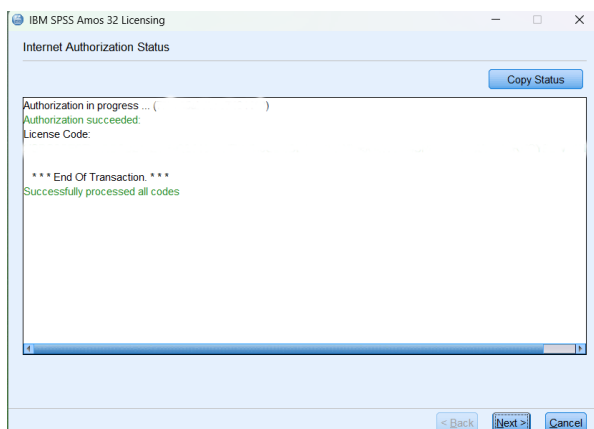 IBM SPSS Amos 32 Licensing
Internet Authorization Status
Copy Status
Authorization in progress ... ( )
Authorization succeeded:
License Code:
* * * End Of Transaction. * * *
Successfully processed all codes
< Back Next > Cancel